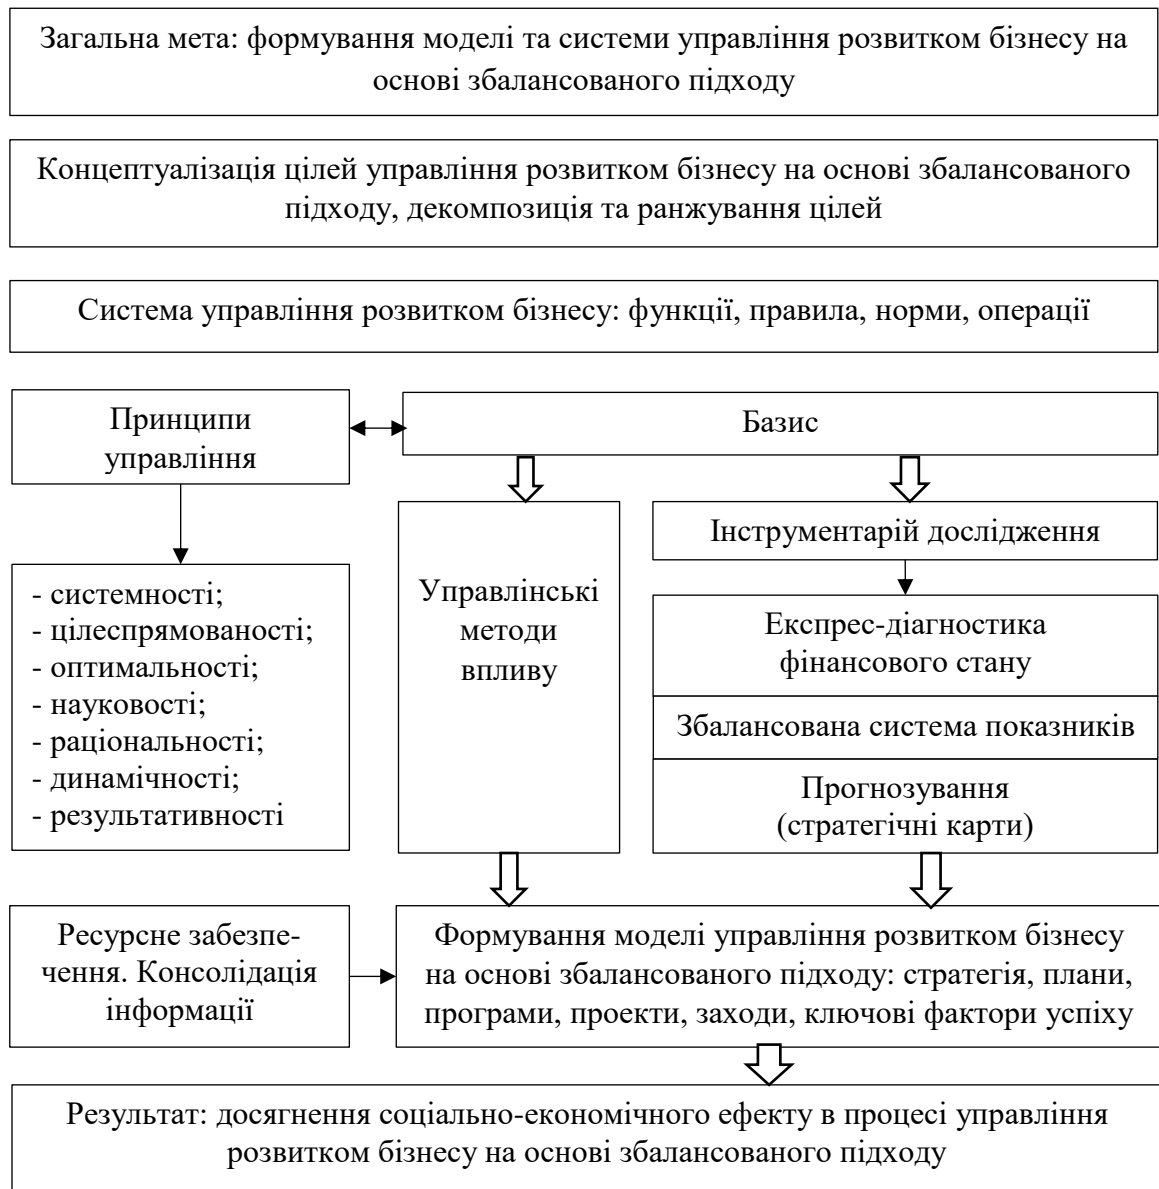 Загальна мета: формування моделі та системи управління розвитком бізнесу на
основі збалансованого підходу
Концептуалізація цілей управління розвитком бізнесу на основі збалансованого
підходу, декомпозиція та ранжування цілей
Система управління розвитком бізнесу: функції, правила, норми, операції
Принципи
управління
Базис
- системності;
- цілеспрямованості;
- оптимальності;
- науковості;
- раціональності;
- динамічності;
- результативності
Управлінські
методи
впливу
Інструментарій дослідження
Експрес-діагностика
фінансового стану
Збалансована система показників
Прогнозування
(стратегічні карти)
Ресурсне забезпе-
чення. Консолідація
інформації
Формування моделі управління розвитком бізнесу
на основі збалансованого підходу: стратегія, плани,
програми, проекти, заходи, ключові фактори успіху
Результат: досягнення соціально-економічного ефекту в процесі управління
розвитком бізнесу на основі збалансованого підходу